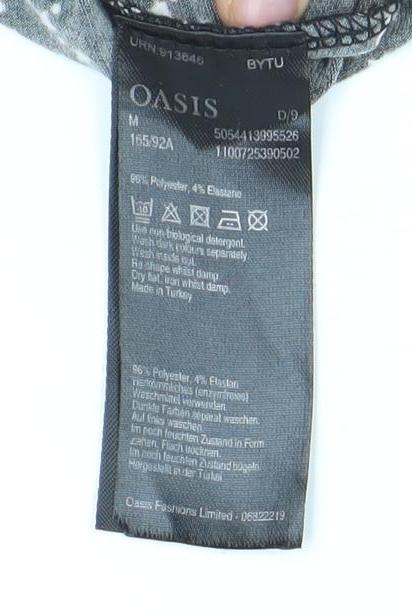 URN 913646 BYTU
OASIS D/9
M 5054413995526
165/92A 1100725390502
96% Polyester, 4% Elastane
40
Use non biological detergent.
Wash dark colours separately.
Wash inside out.
Re-shape whilst damp.
Dry flat, iron whilst damp.
Made in Turkey
96% Polyester, 4% Elastan
Herkömmliches (enzymfreies)
Waschmittel verwenden.
Dunkle Farben separat waschen.
Auf links waschen.
Im noch feuchten Zustand in Form
ziehen. Flach trocknen.
Im noch feuchten Zustand bügeln.
Hergestellt in der Türkei
Oasis Fashions Limited - 06822219